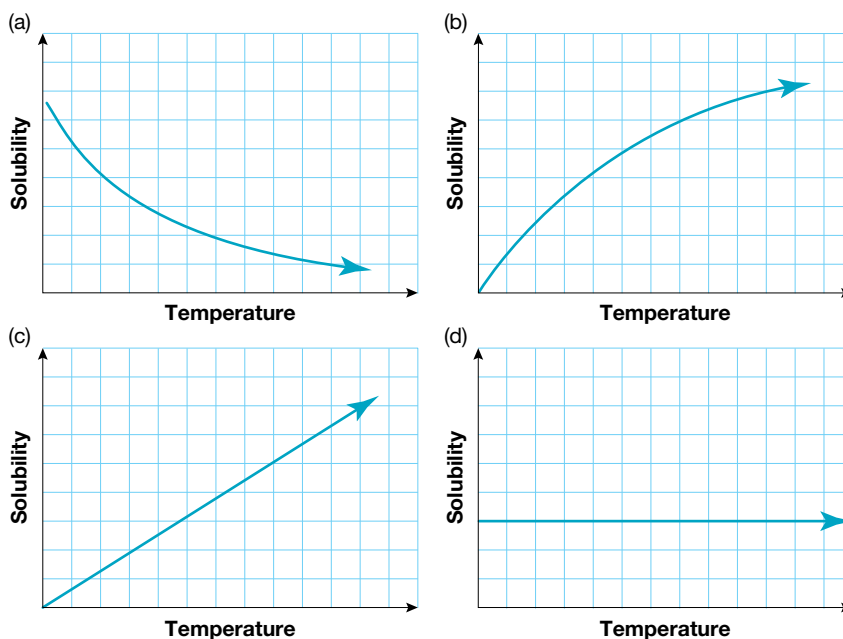 (a)
Solubility
Temperature
(b)
Solubility
Temperature
(c)
Solubility
Temperature
(d)
Solubility
Temperature